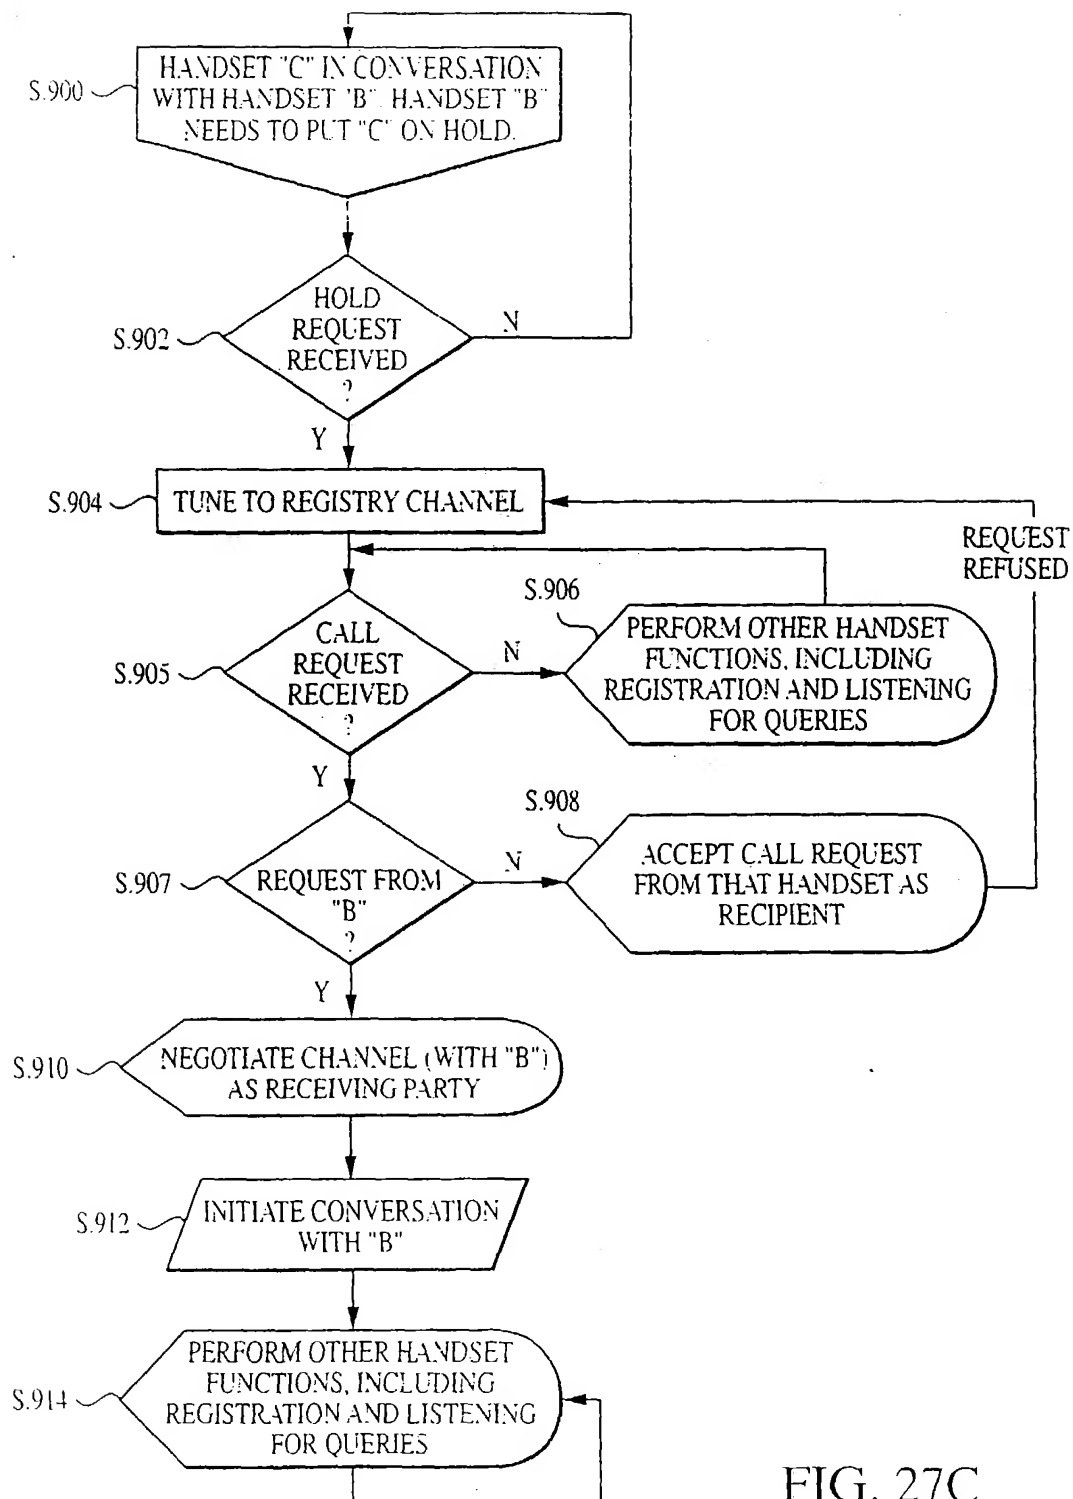 S.900
HANDSET "C" IN CONVERSATION
WITH HANDSET 'B'. HANDSET "B"
NEEDS TO PUT "C" ON HOLD.
HOLD
REQUEST
RECEIVED
?
S.902
N
Y
S.904
TUNE TO REGISTRY CHANNEL
REQUEST
REFUSED
S.905
CALL
REQUEST
RECEIVED
?
N
S.906
PERFORM OTHER HANDSET
FUNCTIONS, INCLUDING
REGISTRATION AND LISTENING
FOR QUERIES
Y
S.907
REQUEST FROM
"B"
?
N
S.908
ACCEPT CALL REQUEST
FROM THAT HANDSET AS
RECIPIENT
Y
S.910
NEGOTIATE CHANNEL (WITH "B")
AS RECEIVING PARTY
S.912
INITIATE CONVERSATION
WITH "B"
S.914
PERFORM OTHER HANDSET
FUNCTIONS, INCLUDING
REGISTRATION AND LISTENING
FOR QUERIES
FIG. 27C